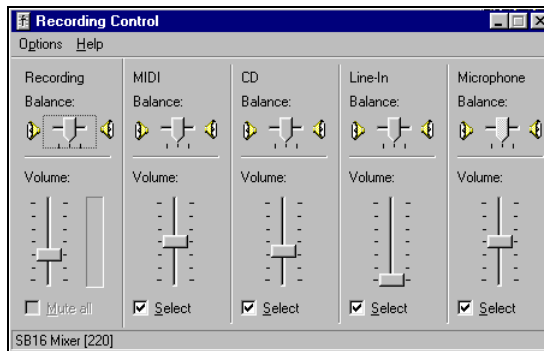 Recording Control
Options Help
Recording MIDI CD Line-In Microphone
Balance: Balance: Balance: Balance: Balance:
Volume: Volume: Volume: Volume: Volume:
Mute all Select Select Select Select
SB16 Mixer [220]